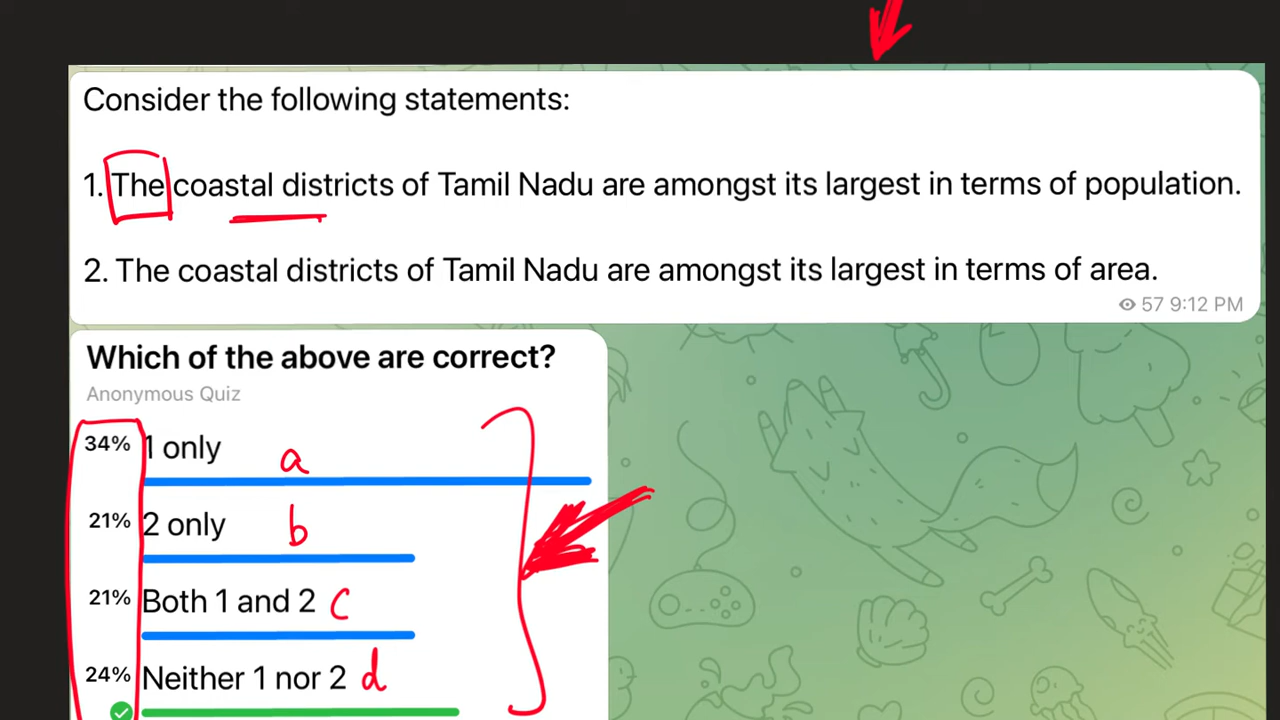 Consider the following statements:
1. The coastal districts of Tamil Nadu are amongst its largest in terms of population.
2. The coastal districts of Tamil Nadu are amongst its largest in terms of area.
57 9:12 PM
Which of the above are correct?
Anonymous Quiz
34% 1 only a
21% 2 only b
21% Both 1 and 2 c
24% Neither 1 nor 2 d